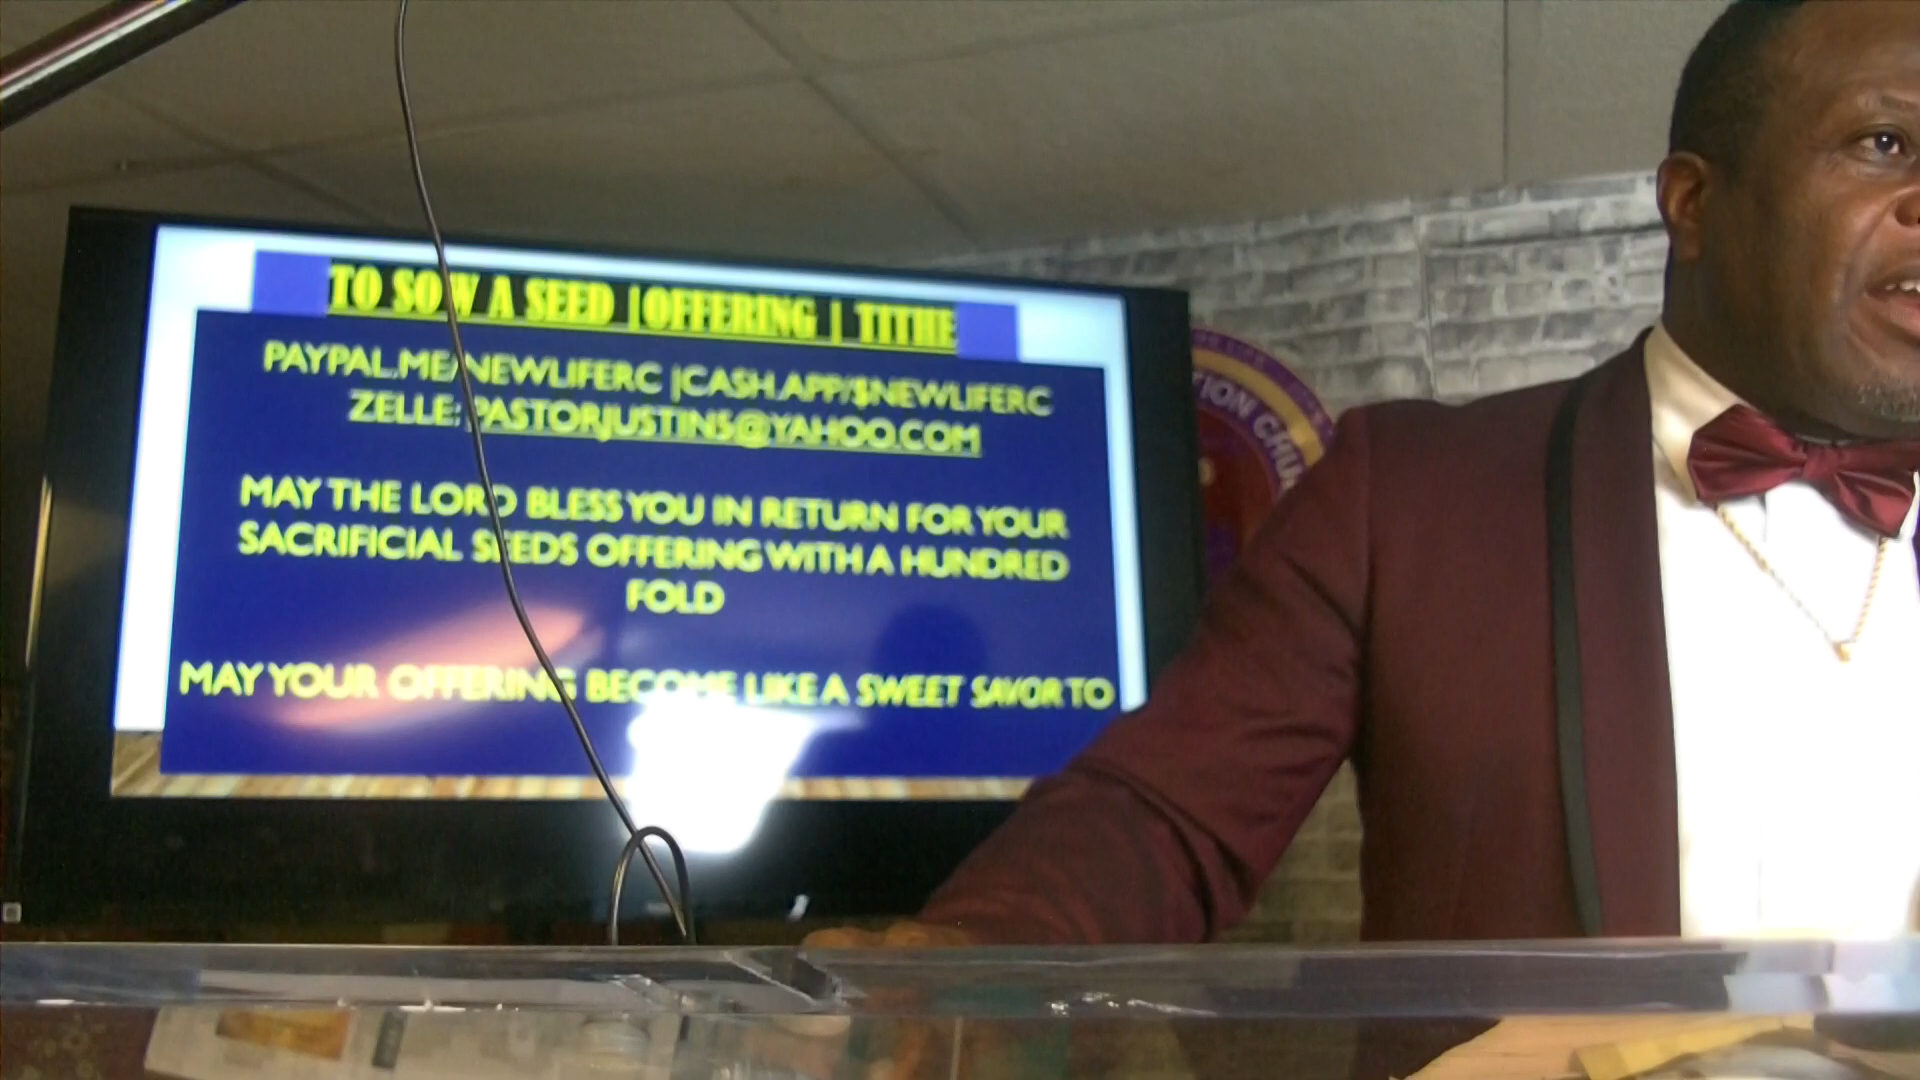 TO SOW A SEED |OFFERING | TITHE
PAYPAL.ME/NEWLIFERC |CASH.APP/$NEWLIFERC
ZELLE: PASTORJUSTINS@YAHOO.COM
MAY THE LORD BLESS YOU IN RETURN FOR YOUR
SACRIFICIAL SEEDS OFFERING WITH A HUNDRED
FOLD
MAY YOUR OFFERING BECOME LIKE A SWEET SAVOR TO